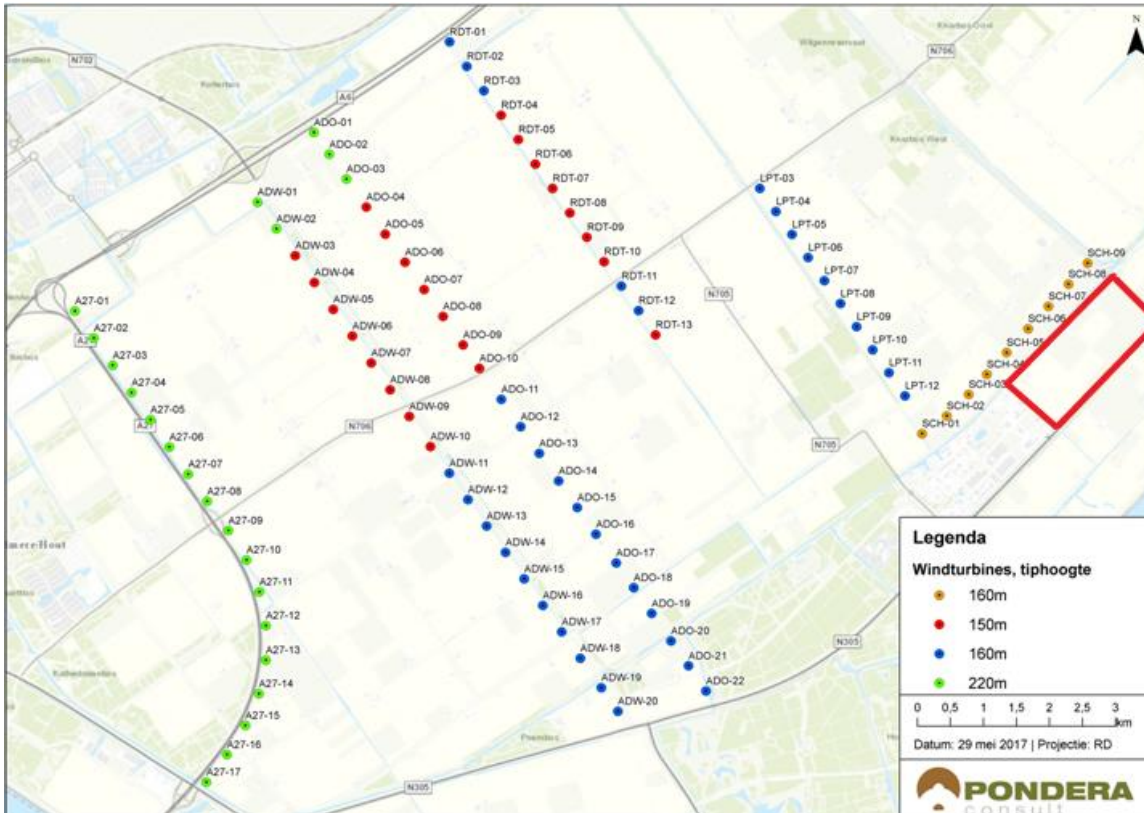 N702
A6
N706
RDT-01
RDT-02
RDT-03
RDT-04
RDT-05
RDT-06
RDT-07
RDT-08
RDT-09
RDT-10
RDT-11
RDT-12
RDT-13
ADO-01
ADO-02
ADO-03
ADO-04
ADO-05
ADO-06
ADO-07
ADO-08
ADO-09
ADO-10
ADO-11
ADO-12
ADO-13
ADO-14
ADO-15
ADO-16
ADO-17
ADO-18
ADO-19
ADO-20
ADO-21
ADO-22
ADW-01
ADW-02
ADW-03
ADW-04
ADW-05
ADW-06
ADW-07
ADW-08
ADW-09
ADW-10
ADW-11
ADW-12
ADW-13
ADW-14
ADW-15
ADW-16
ADW-17
ADW-18
ADW-19
ADW-20
A27-01
A27-02
A27-03
A27-04
A27-05
A27-06
A27-07
A27-08
A27-09
A27-10
A27-11
A27-12
A27-13
A27-14
A27-15
A27-16
A27-17
A27
LPT-03
LPT-04
LPT-05
LPT-06
LPT-07
LPT-08
LPT-09
LPT-10
LPT-11
LPT-12
SCH-09
SCH-08
SCH-07
SCH-06
SCH-05
SCH-04
SCH-03
SCH-02
SCH-01
N705
N705
N706
N305
N305
N
Legenda
Windturbines, tiphoogte
160m
150m
160m
220m
0 0,5 1 2 3
km
Datum: 29 mei 2017 | Projectie: RD
PONDERA
consult